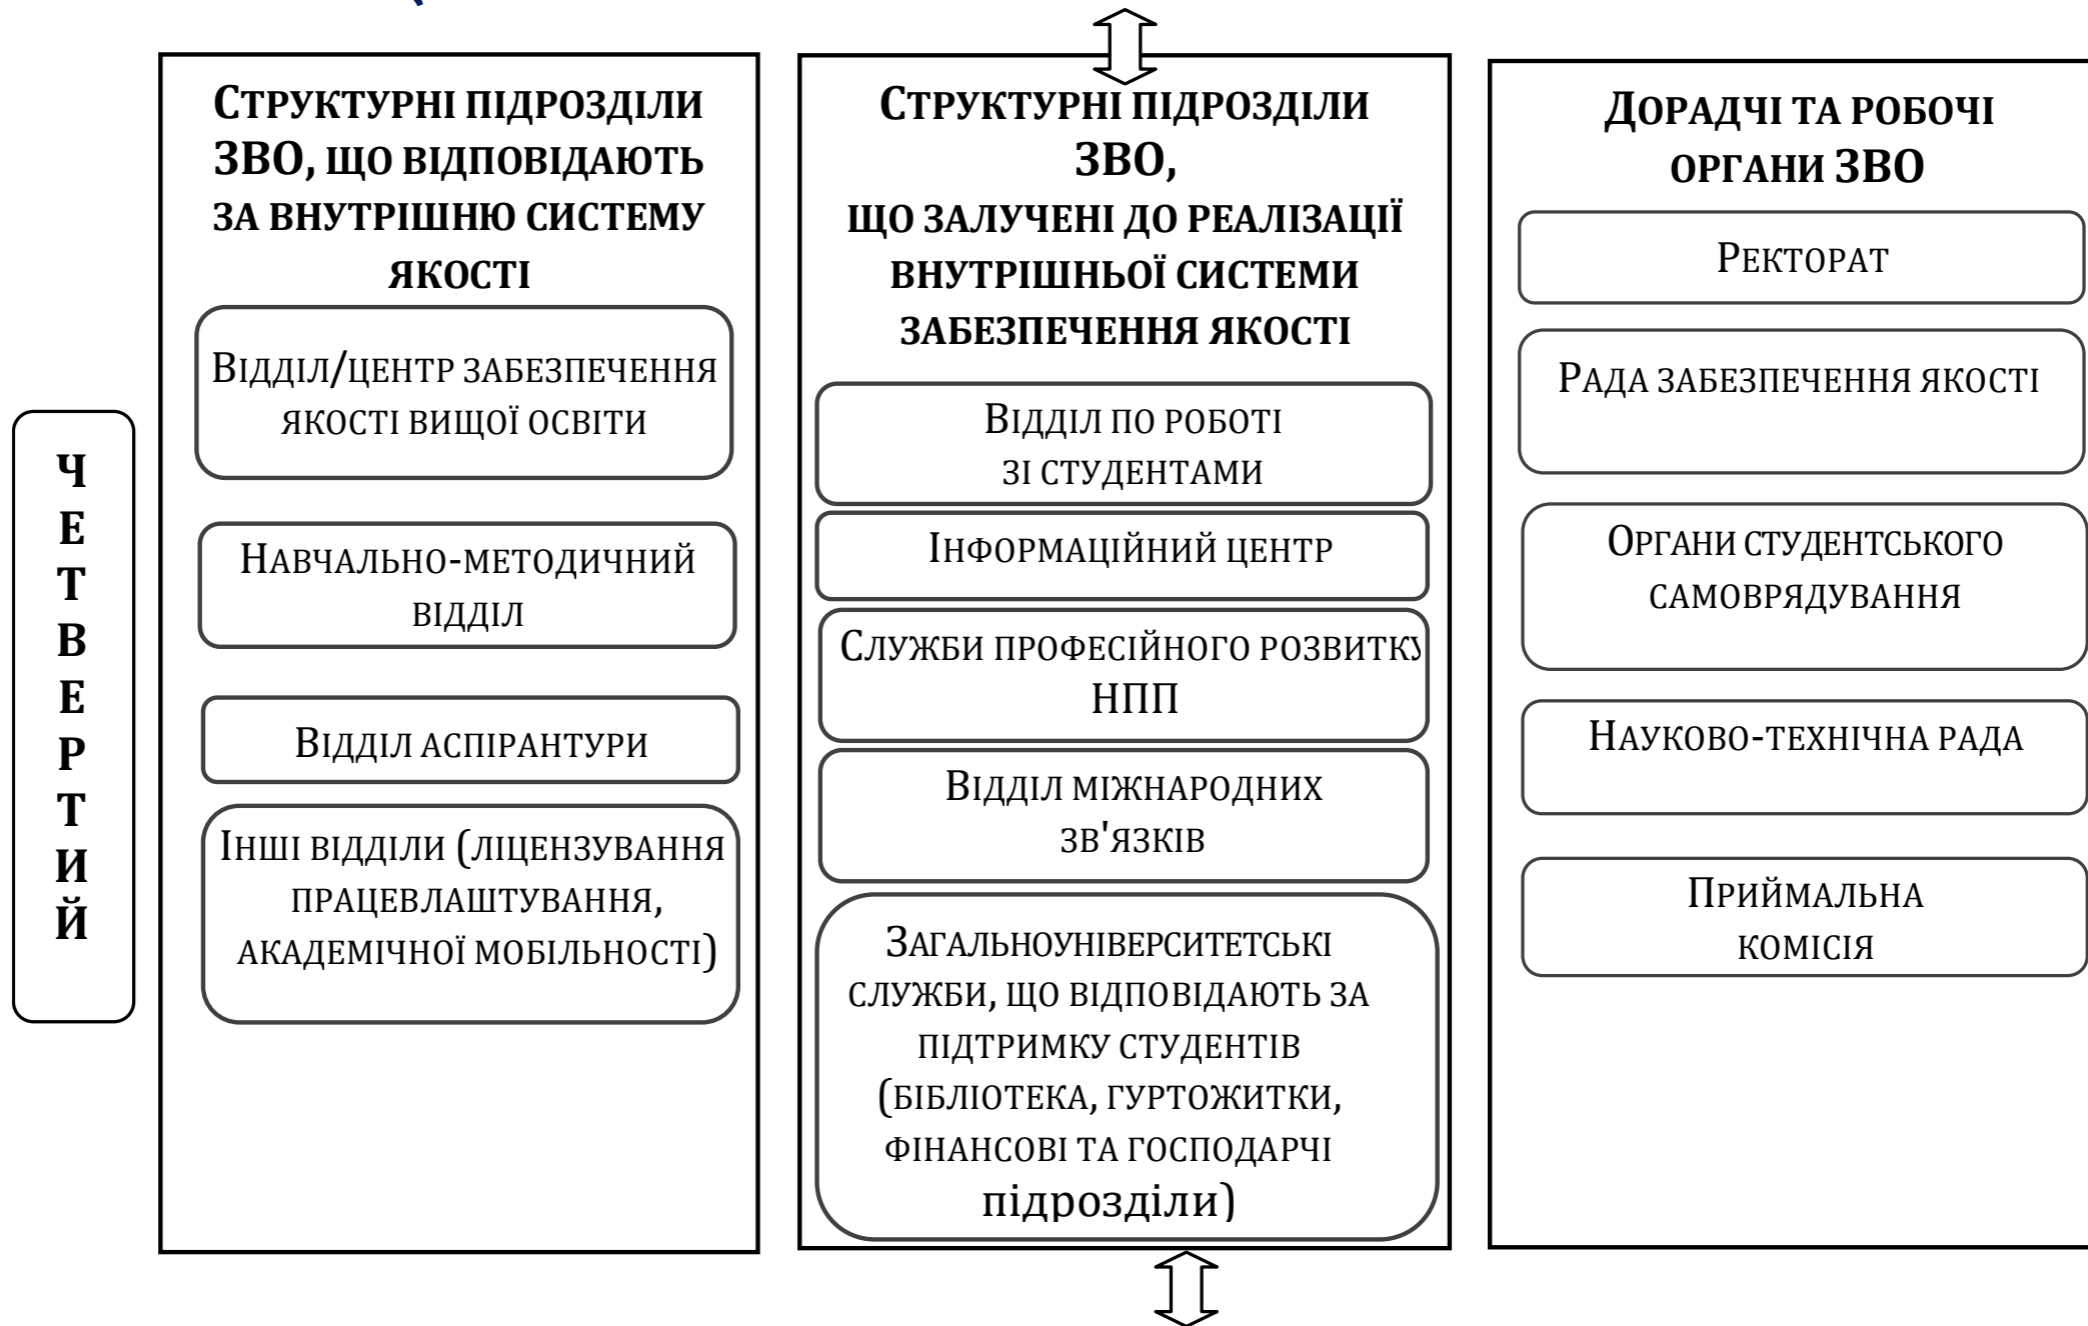 Ч
Е
Т
В
Е
Р
Т
И
Й
СТРУКТУРНІ ПІДРОЗДІЛИ
ЗВО, ЩО ВІДПОВІДАЮТЬ
ЗА ВНУТРІШНЮ СИСТЕМУ
ЯКОСТІ
ВІДДІЛ/ЦЕНТР ЗАБЕЗПЕЧЕННЯ
ЯКОСТІ ВИЩОЇ ОСВІТИ
НАВЧАЛЬНО-МЕТОДИЧНИЙ
ВІДДІЛ
ВІДДІЛ АСПІРАНТУРИ
ІНШІ ВІДДІЛИ (ЛІЦЕНЗУВАННЯ
ПРАЦЕВЛАШТУВАННЯ,
АКАДЕМІЧНОЇ МОБІЛЬНОСТІ)
СТРУКТУРНІ ПІДРОЗДІЛИ
ЗВО,
ЩО ЗАЛУЧЕНІ ДО РЕАЛІЗАЦІЇ
ВНУТРІШНЬОЇ СИСТЕМИ
ЗАБЕЗПЕЧЕННЯ ЯКОСТІ
ВІДДІЛ ПО РОБОТІ
ЗІ СТУДЕНТАМИ
ІНФОРМАЦІЙНИЙ ЦЕНТР
СЛУЖБИ ПРОФЕСІЙНОГО РОЗВИТКУ
НПП
ВІДДІЛ МІЖНАРОДНИХ
ЗВ'ЯЗКІВ
ЗАГАЛЬНОУНІВЕРСИТЕТСЬКІ
СЛУЖБИ, ЩО ВІДПОВІДАЮТЬ ЗА
ПІДТРИМКУ СТУДЕНТІВ
(БІБЛІОТЕКА, ГУРТОЖИТКИ,
ФІНАНСОВІ ТА ГОСПОДАРЧІ
підрозділи)
ДОРАДЧІ ТА РОБОЧІ
ОРГАНИ ЗВО
РЕКТОРАТ
РАДА ЗАБЕЗПЕЧЕННЯ ЯКОСТІ
ОРГАНИ СТУДЕНТСЬКОГО
САМОВРЯДУВАННЯ
НАУКОВО-ТЕХНІЧНА РАДА
ПРИЙМАЛЬНА
КОМІСІЯ